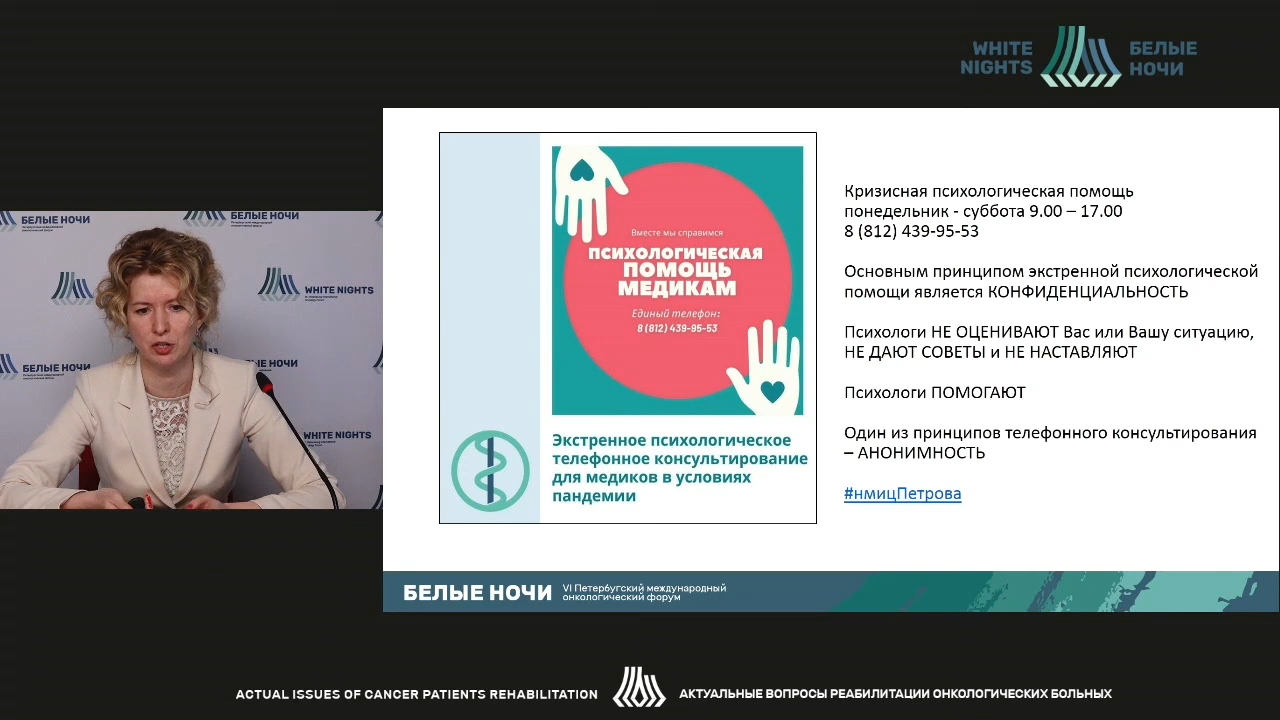 WHITE
NIGHTS
БЕЛЫЕ
НОЧИ
БЕЛЫЕ НОЧИ
БЕЛЫЕ НОЧИ
WHITE NIGHTS
БЕЛЫЕ НОЧИ
БЕЛЫЕ НОЧИ
WHITE NIGHTS
Вместе мы справимся
ПСИХОЛОГИЧЕСКАЯ
ПОМОЩЬ
МЕДИКАМ
Единый телефон:
8 (812) 439-95-53
Экстренное психологическое
телефонное консультирование
для медиков в условиях
пандемии
Кризисная психологическая помощь
понедельник - суббота 9.00 – 17.00
8 (812) 439-95-53
Основным принципом экстренной психологической
помощи является КОНФИДЕНЦИАЛЬНОСТЬ
Психологи НЕ ОЦЕНИВАЮТ Вас или Вашу ситуацию,
НЕ ДАЮТ СОВЕТЫ и НЕ НАСТАВЛЯЮТ
Психологи ПОМОГАЮТ
Один из принципов телефонного консультирования
– АНОНИМНОСТЬ
#нмицПетрова
БЕЛЫЕ НОЧИ
VI Петербугский международный
онкологический форум
ACTUAL ISSUES OF CANCER PATIENTS REHABILITATION
АКТУАЛЬНЫЕ ВОПРОСЫ РЕАБИЛИТАЦИИ ОНКОЛОГИЧЕСКИХ БОЛЬНЫХ